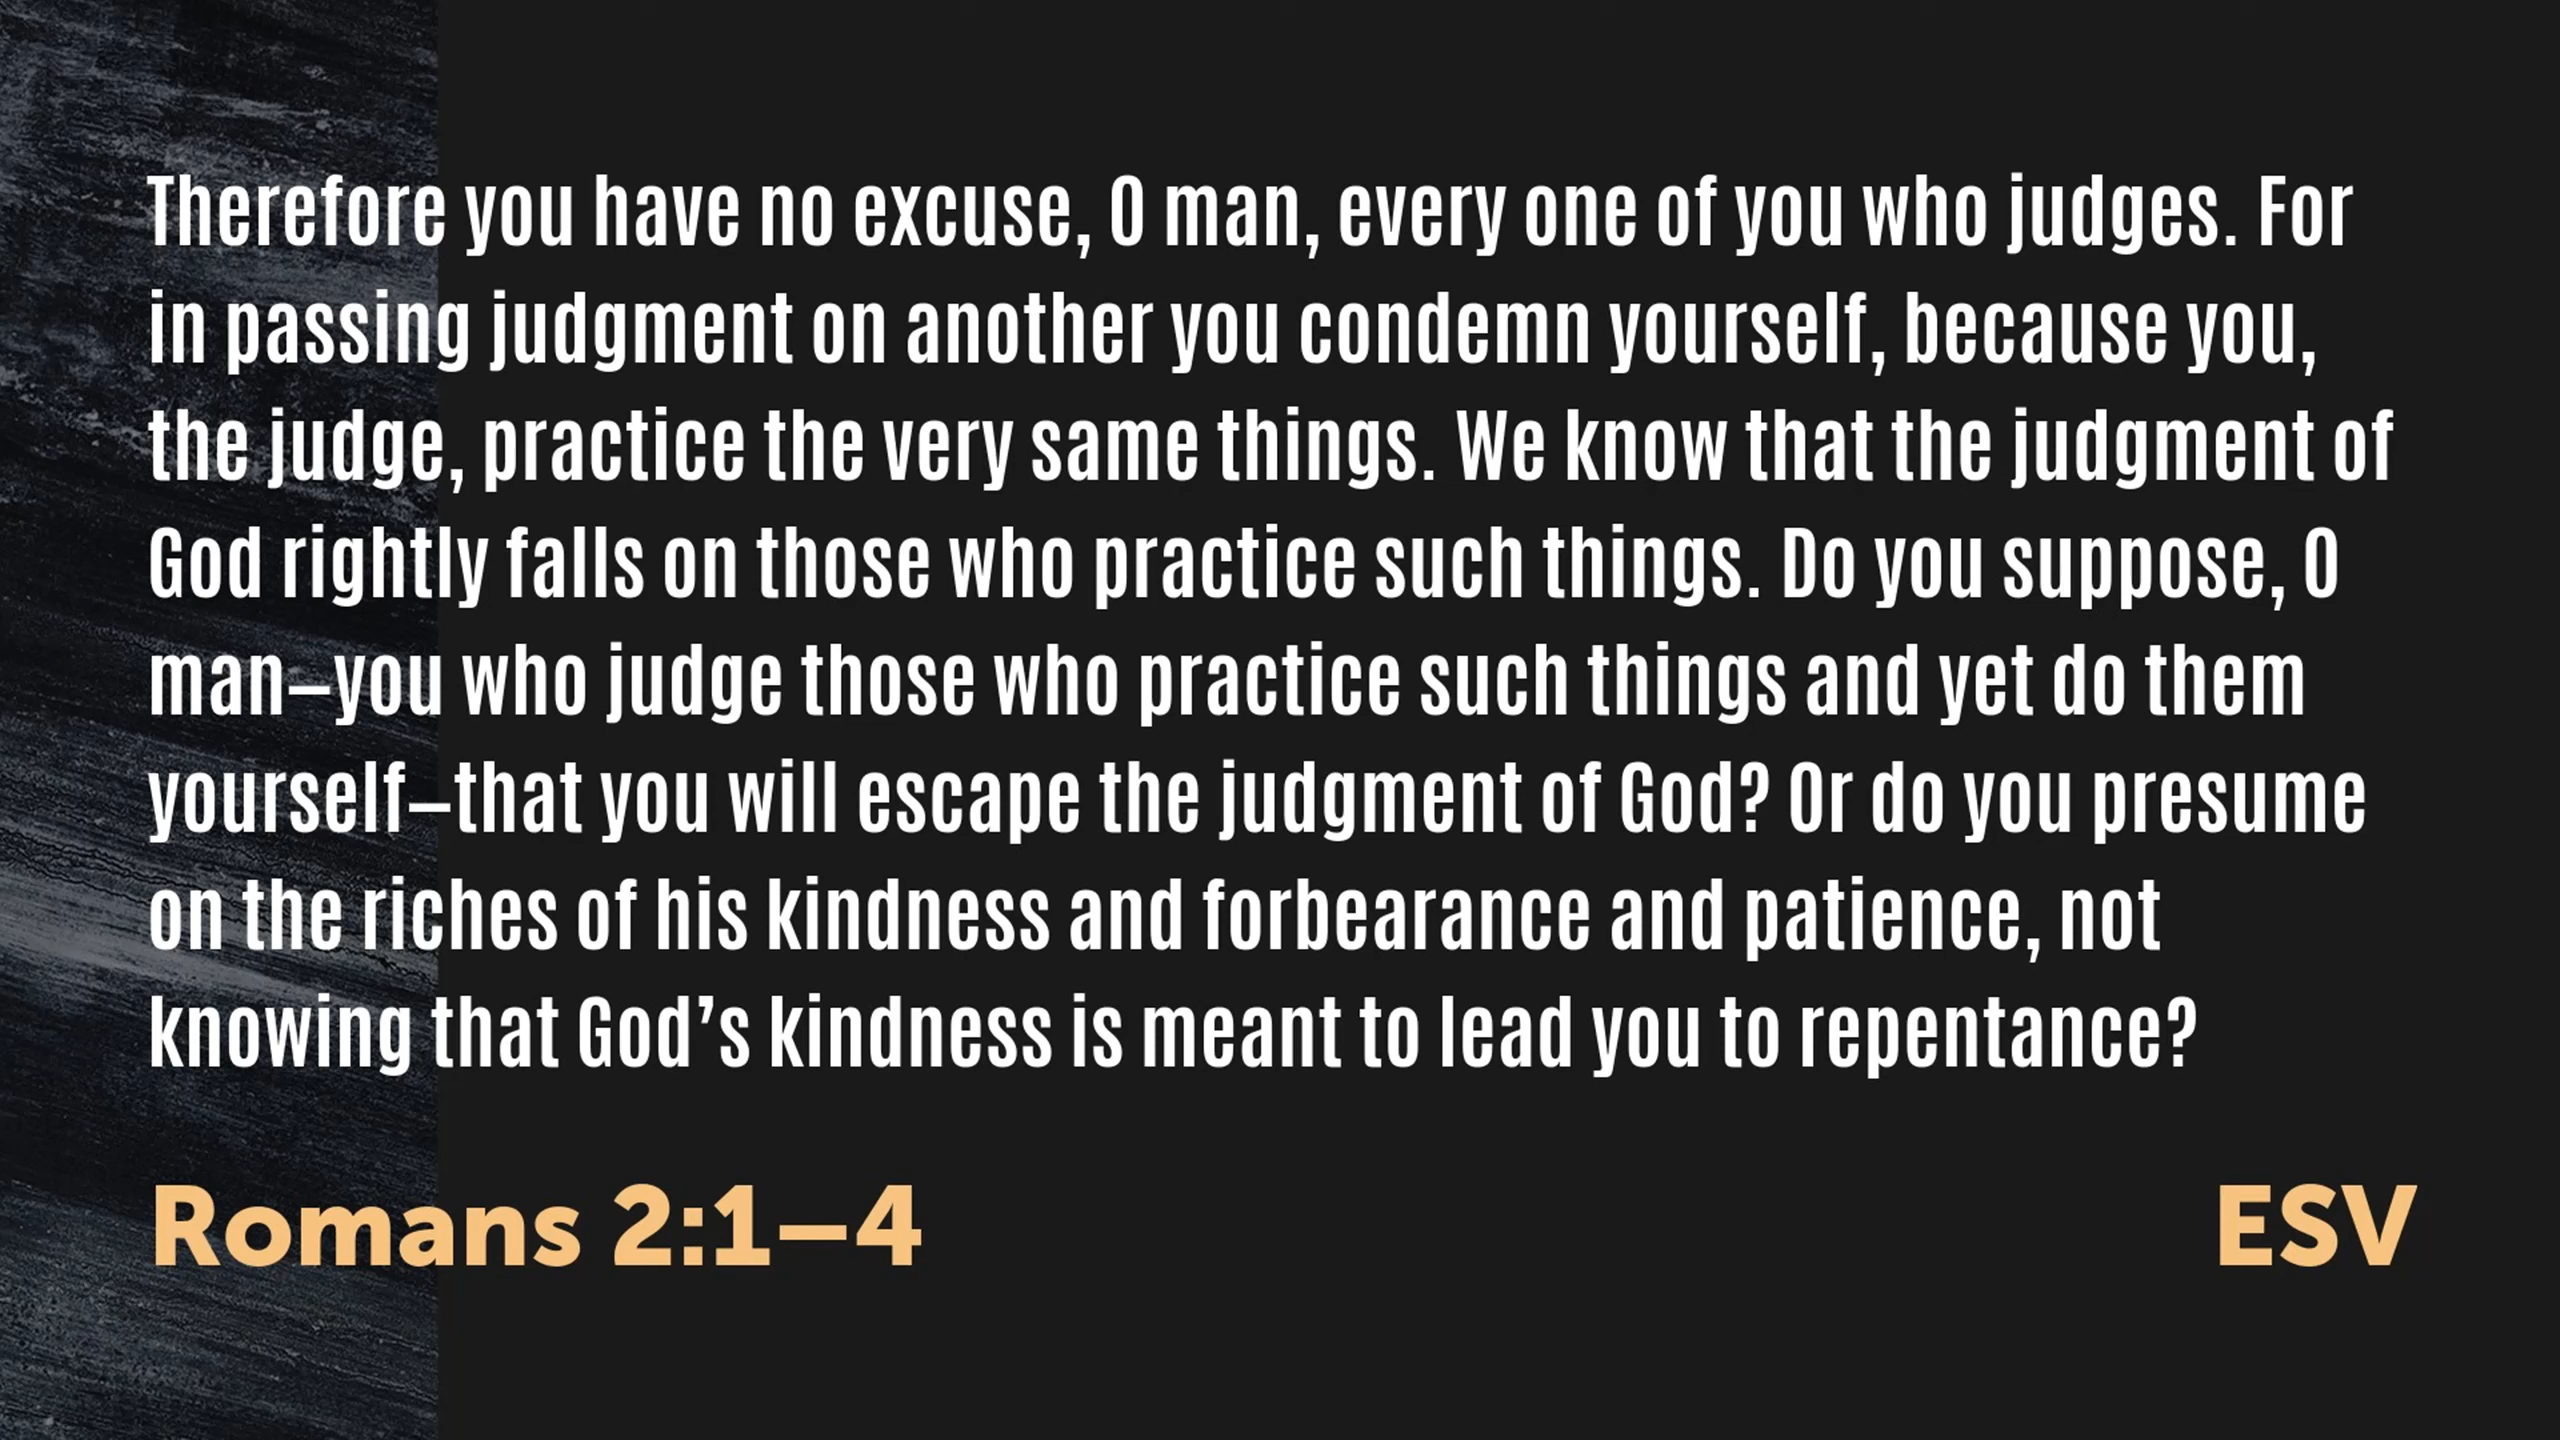 Therefore you have no excuse, O man, every one of you who judges. For
in passing judgment on another you condemn yourself, because you,
the judge, practice the very same things. We know that the judgment of
God rightly falls on those who practice such things. Do you suppose, O
man—you who judge those who practice such things and yet do them
yourself—that you will escape the judgment of God? Or do you presume
on the riches of his kindness and forbearance and patience, not
knowing that God’s kindness is meant to lead you to repentance?
Romans 2:1–4 ESV